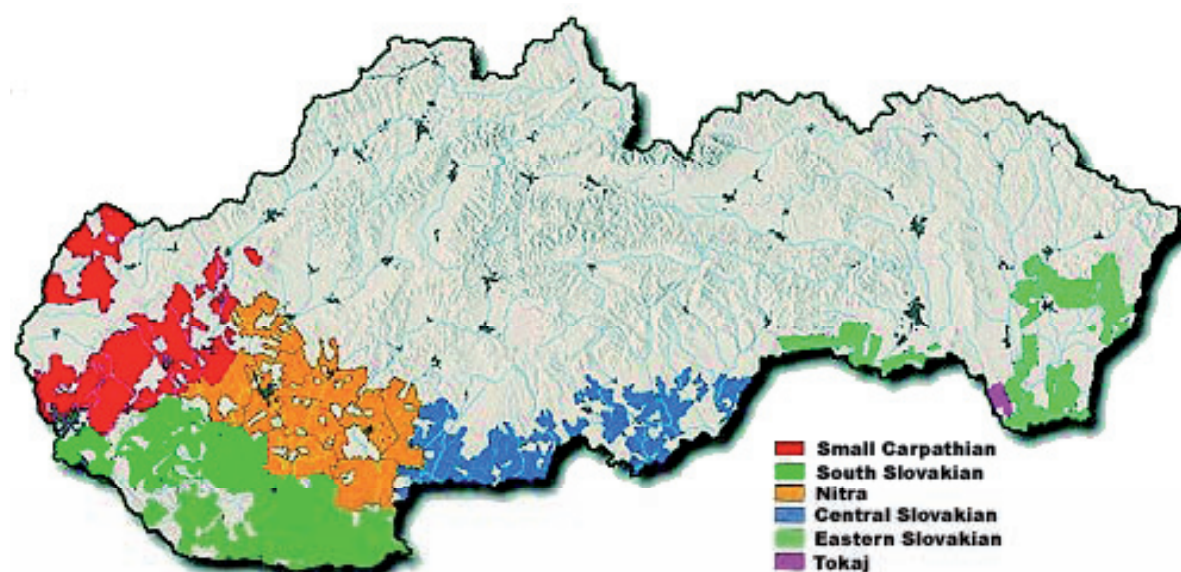 Small Carpathian
South Slovakian
Nitra
Central Slovakian
Eastern Slovakian
Tokaj